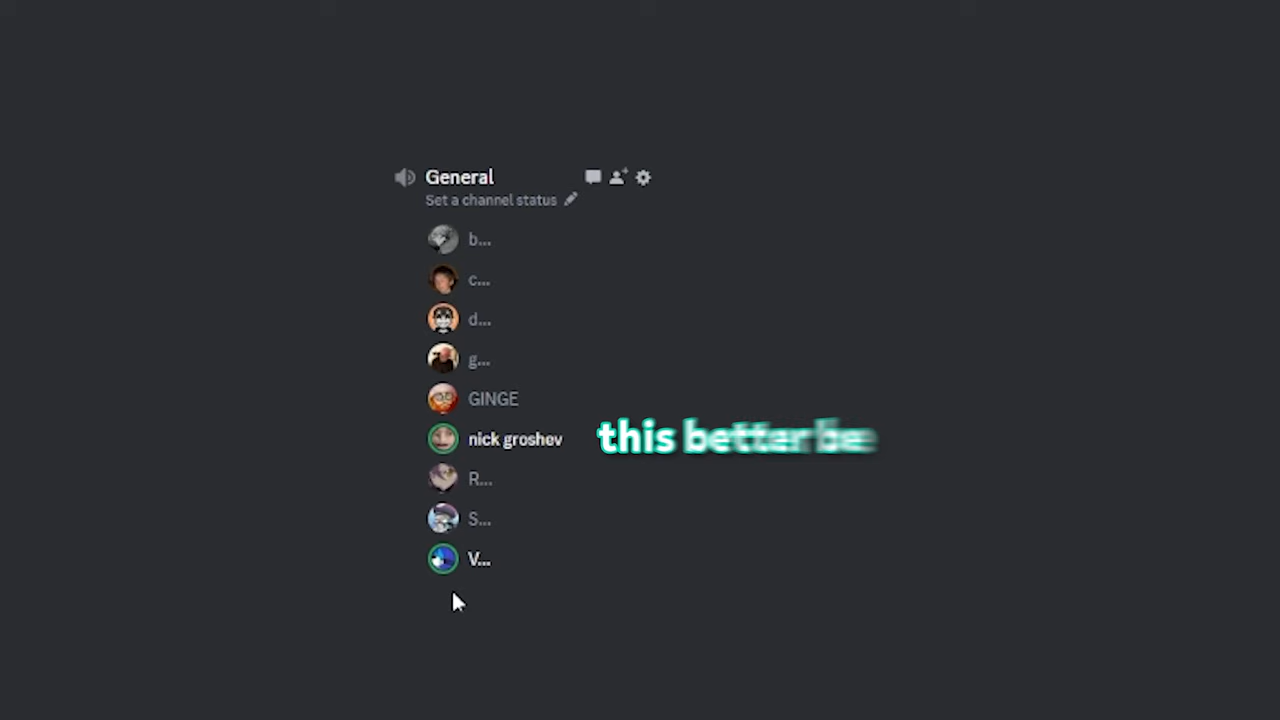 General
Set a channel status
b...
c...
d...
g...
GINGE
nick groshev this better be
R...
S...
V...